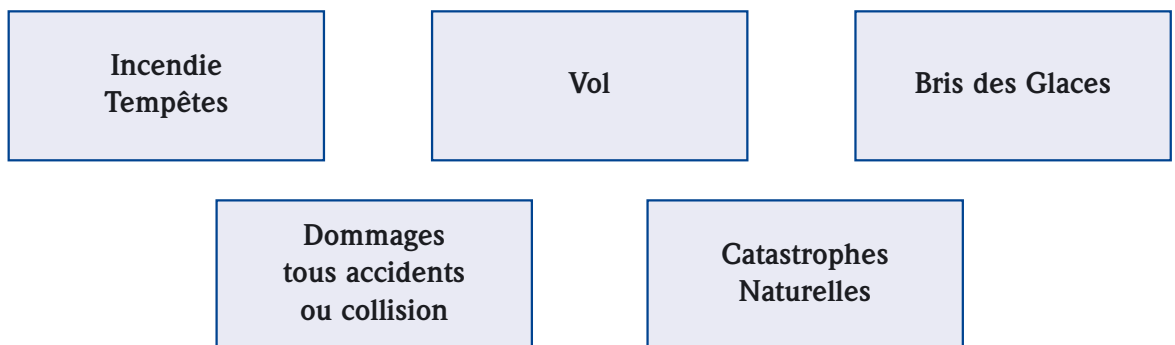 Incendie
Tempêtes
Vol
Bris des Glaces
Dommages
tous accidents
ou collision
Catastrophes
Naturelles